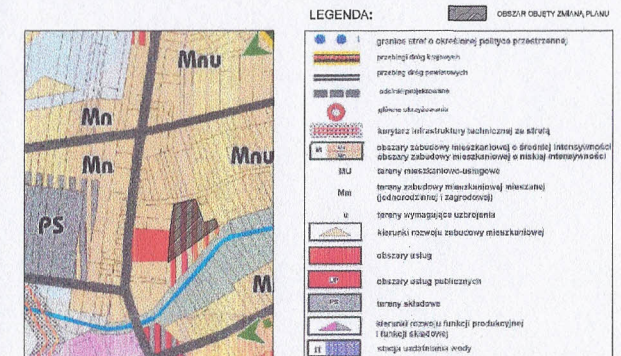 LEGENDA:
OBSZAR OBJĘTY ZMIANĄ PLANU
granice stref o określonej polityce przestrzennej
przebiegi dróg krajowych
przebieg dróg powiatowych
odcinki projektowane
główne skrzyżowania
korytarz infrastruktury technicznej ze strefą
M
obszary zabudowy mieszkaniowej o średniej intensywności
obszary zabudowy mieszkaniowej o niskiej intensywności
MU tereny mieszkaniowo-usługowe
Mm tereny zabudowy mieszkaniowej mieszanej
(jednorodzinnej i zagrodowej)
u tereny wymagające uzbrojenia
kierunki rozwoju zabudowy mieszkaniowej
obszary usług
UP obszary usług publicznych
PS tereny składowe
kierunki rozwoju funkcji produkcyjnej
i funkcji składowej
IT stacja uzdatniania wody
Mnu
Mn
Mn
Mnu
PS
M